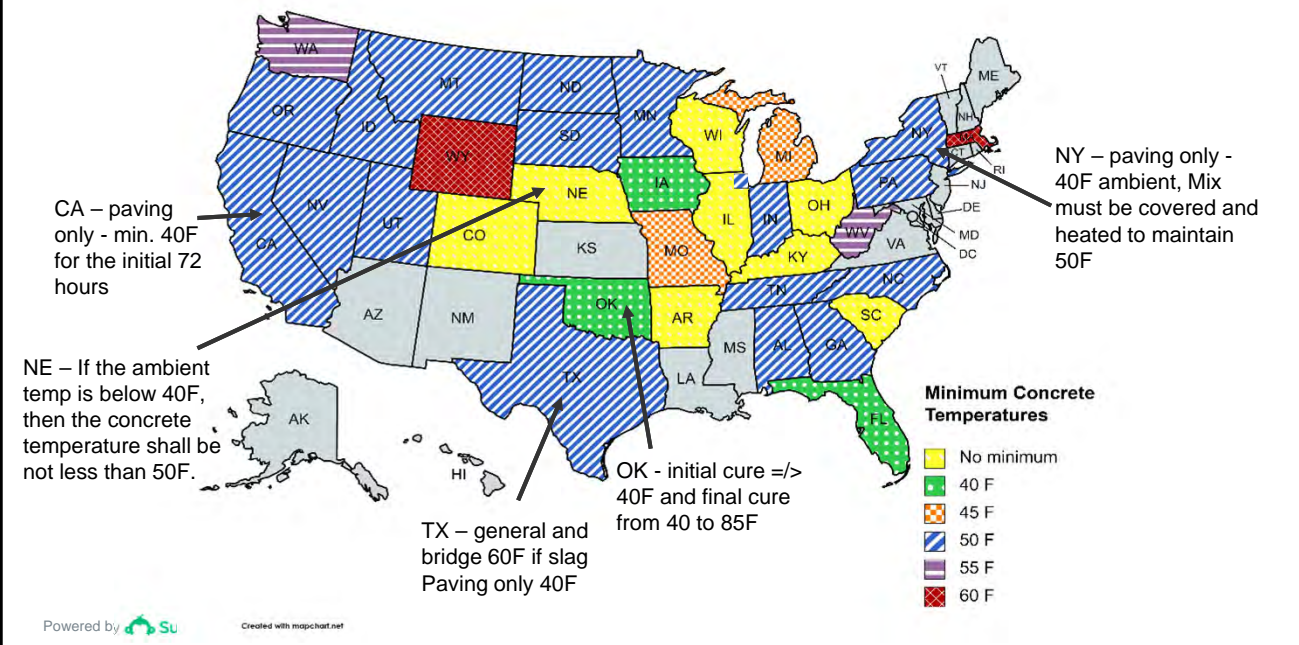 WA
MT
ND
MN
OR
ID
SD
WI
MI
WY
NE
IA
NV
UT
CA
CO
KS
MO
IL
IN
OH
KY
WV
PA
NY
VT
ME
NH
CT
RI
NJ
DE
MD
DC
VA
NC
TN
SC
AZ
NM
OK
AR
MS
AL
GA
TX
LA
FL
AK
HI
CA – paving
only - min. 40F
for the initial 72
hours
NY – paving only -
40F ambient, Mix
must be covered and
heated to maintain
50F
NE – If the ambient
temp is below 40F,
then the concrete
temperature shall be
not less than 50F.
TX – general and
bridge 60F if slag
Paving only 40F
OK - initial cure =/>
40F and final cure
from 40 to 85F
Minimum Concrete
Temperatures
No minimum
40 F
45 F
50 F
55 F
60 F
Powered by Su
Created with mapchart.net